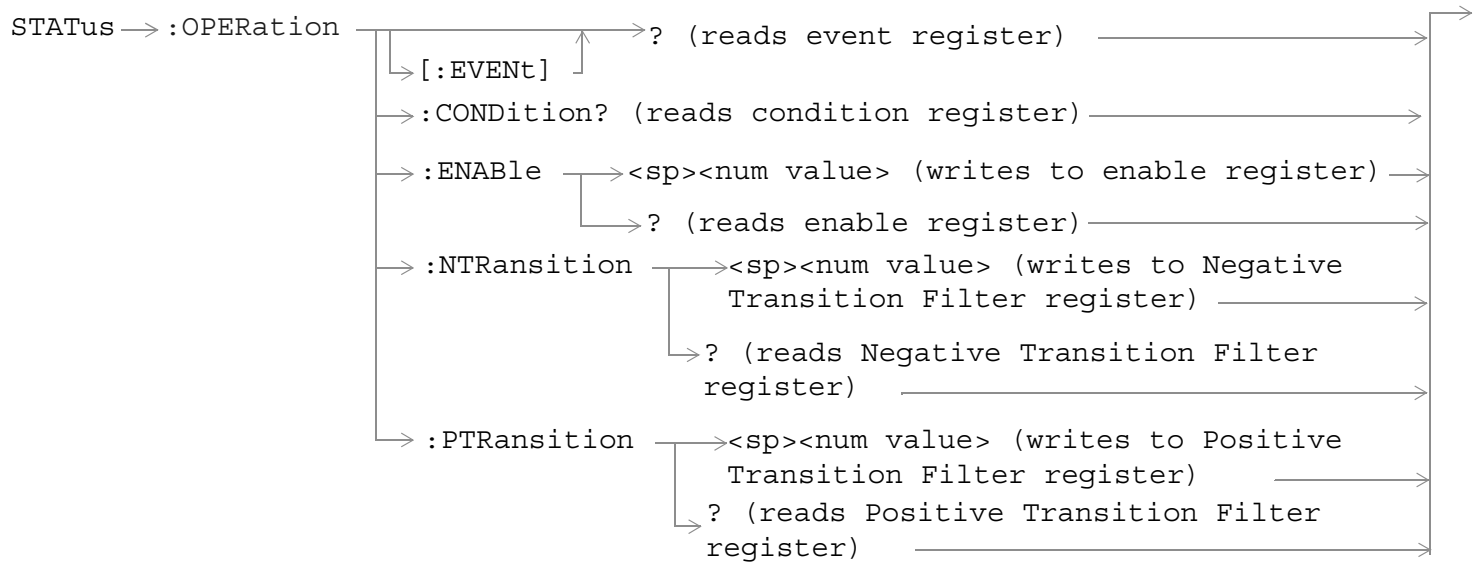 STATus :OPERation ? (reads event register)
[:EVENt]
:CONDition? (reads condition register)
:ENABle <sp><num value> (writes to enable register)
? (reads enable register)
:NTRansition <sp><num value> (writes to Negative
Transition Filter register)
? (reads Negative Transition Filter
register)
:PTRansition <sp><num value> (writes to Positive
Transition Filter register)
? (reads Positive Transition Filter
register)